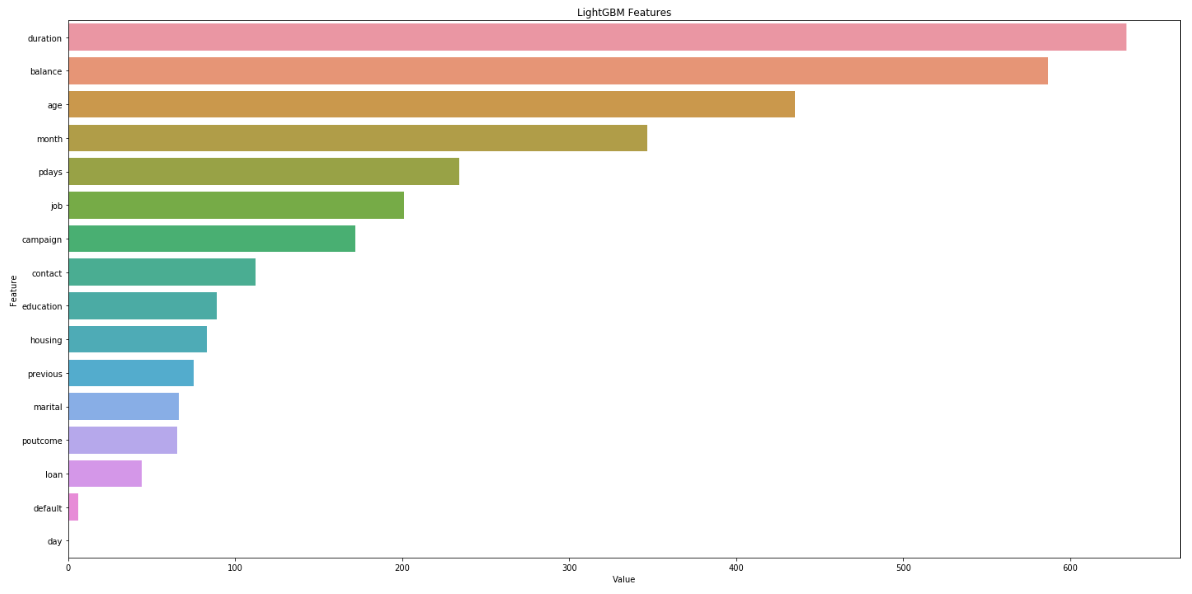 LightGBM Features
duration
balance
age
month
pdays
job
campaign
contact
education
housing
previous
marital
poutcome
loan
default
day
Feature
0 100 200 300 400 500 600
Value